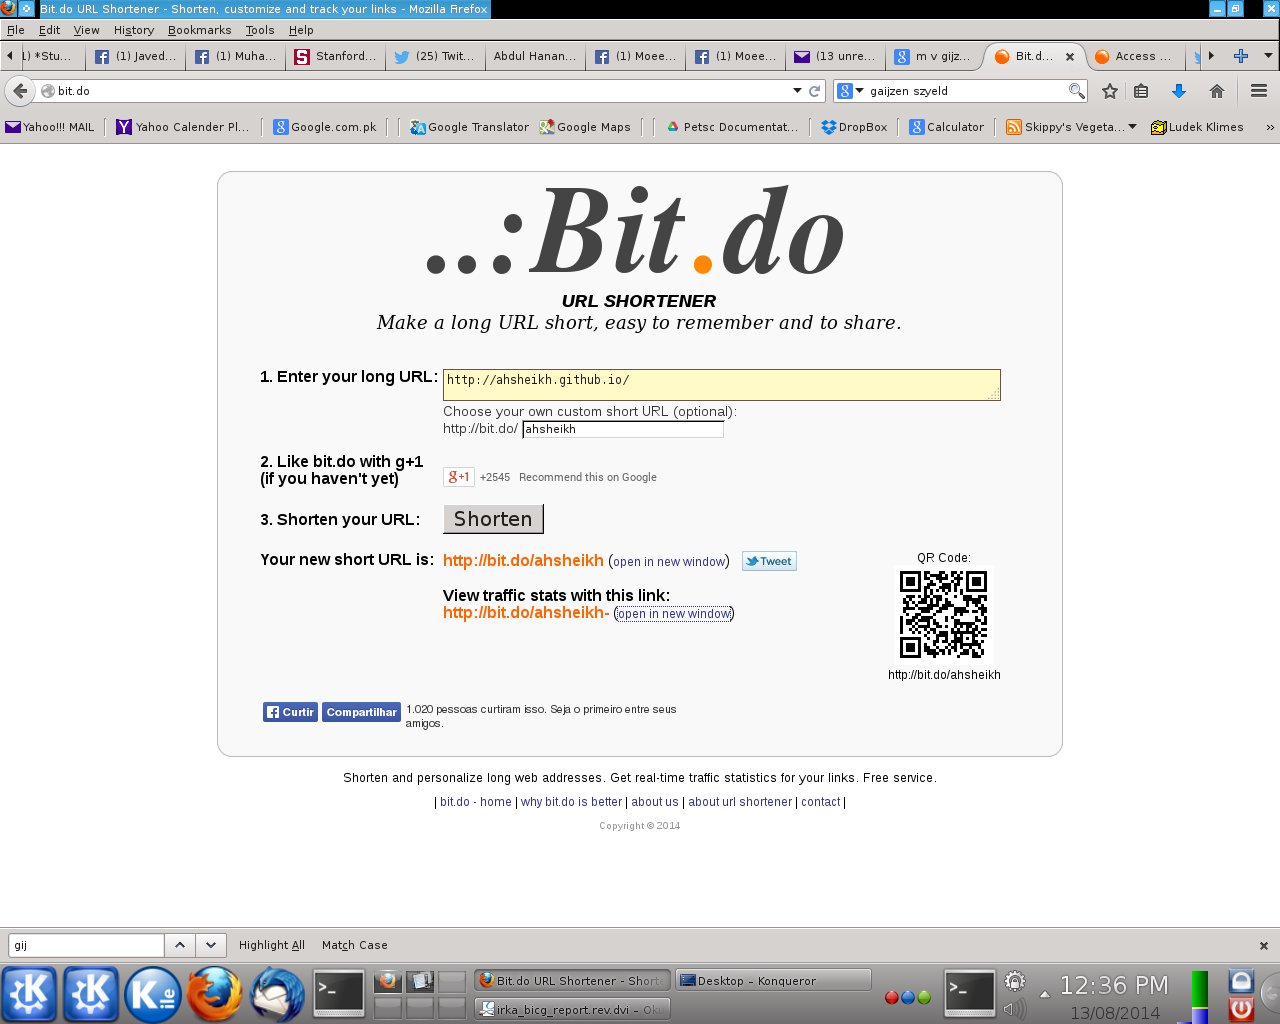 Bit.do URL Shortener - Shorten, customize and track your links - Mozilla Firefox
File Edit View History Bookmarks Tools Help
1) *Stu... (1) Javed... (1) Muha... Stanford... (25) Twit... Abdul Hanan... (1) Moee... (1) Moee... (13 unre... m v gijz... Bit.d... Access ...
bit.do
gaijzen szyeld
Yahoo!!! MAIL Yahoo Calender Pl... Google.com.pk Google Translator Google Maps Petsc Documentat... DropBox Calculator Skippy's Vegeta... Ludek Klimes »
..:Bit.do
URL SHORTENER
Make a long URL short, easy to remember and to share.
1. Enter your long URL: http://ahsheikh.github.io/
Choose your own custom short URL (optional):
http://bit.do/ ahsheikh
2. Like bit.do with g+1
(if you haven't yet)
g+1 +2545 Recommend this on Google
3. Shorten your URL: Shorten
Your new short URL is: http://bit.do/ahsheikh (open in new window) Tweet
View traffic stats with this link:
http://bit.do/ahsheikh- (open in new window)
QR Code:
http://bit.do/ahsheikh
Curtir Compartilhar 1.020 pessoas curtiram isso. Seja o primeiro entre seus
amigos.
Shorten and personalize long web addresses. Get real-time traffic statistics for your links. Free service.
| bit.do - home | why bit.do is better | about us | about url shortener | contact |
Copyright © 2014
gij Highlight All Match Case
Bit.do URL Shortener - Shorte Desktop – Konqueror
irka_bicg_report.rev.dvi – Oku
12:36 PM
13/08/2014